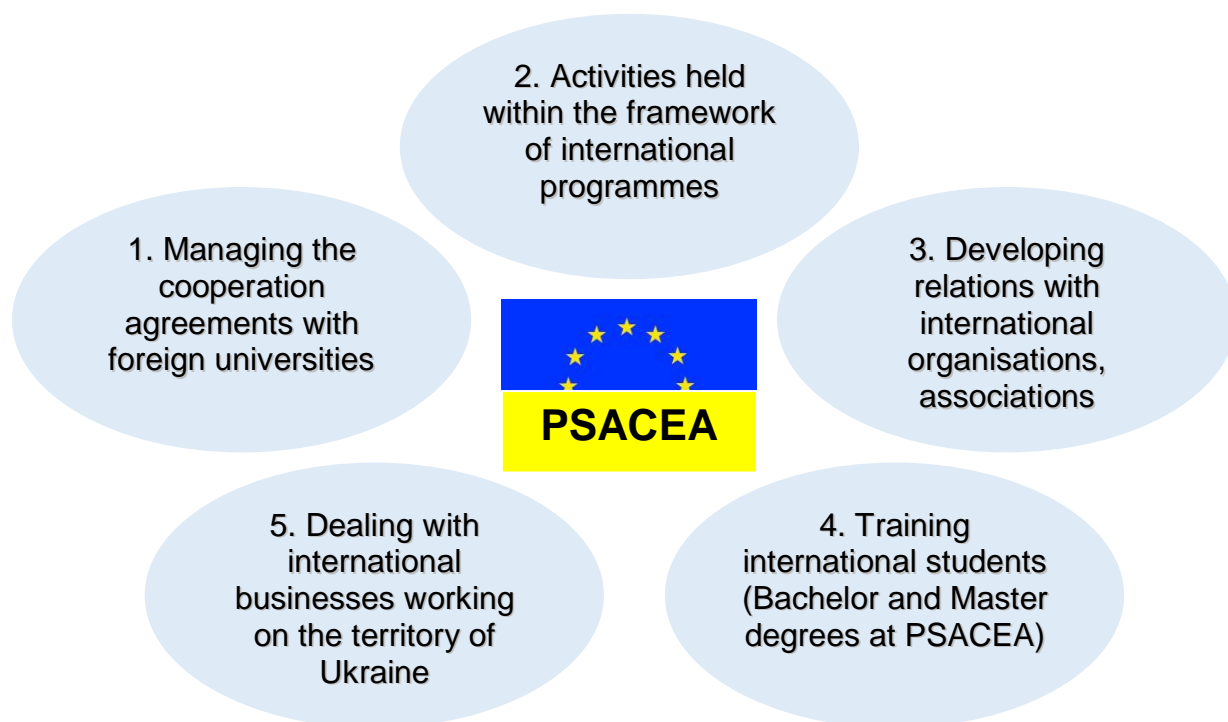 2. Activities held
within the framework
of international
programmes
1. Managing the
cooperation
agreements with
foreign universities
3. Developing
relations with
international
organisations,
associations
PSACEA
5. Dealing with
international
businesses working
on the territory of
Ukraine
4. Training
international students
(Bachelor and Master
degrees at PSACEA)